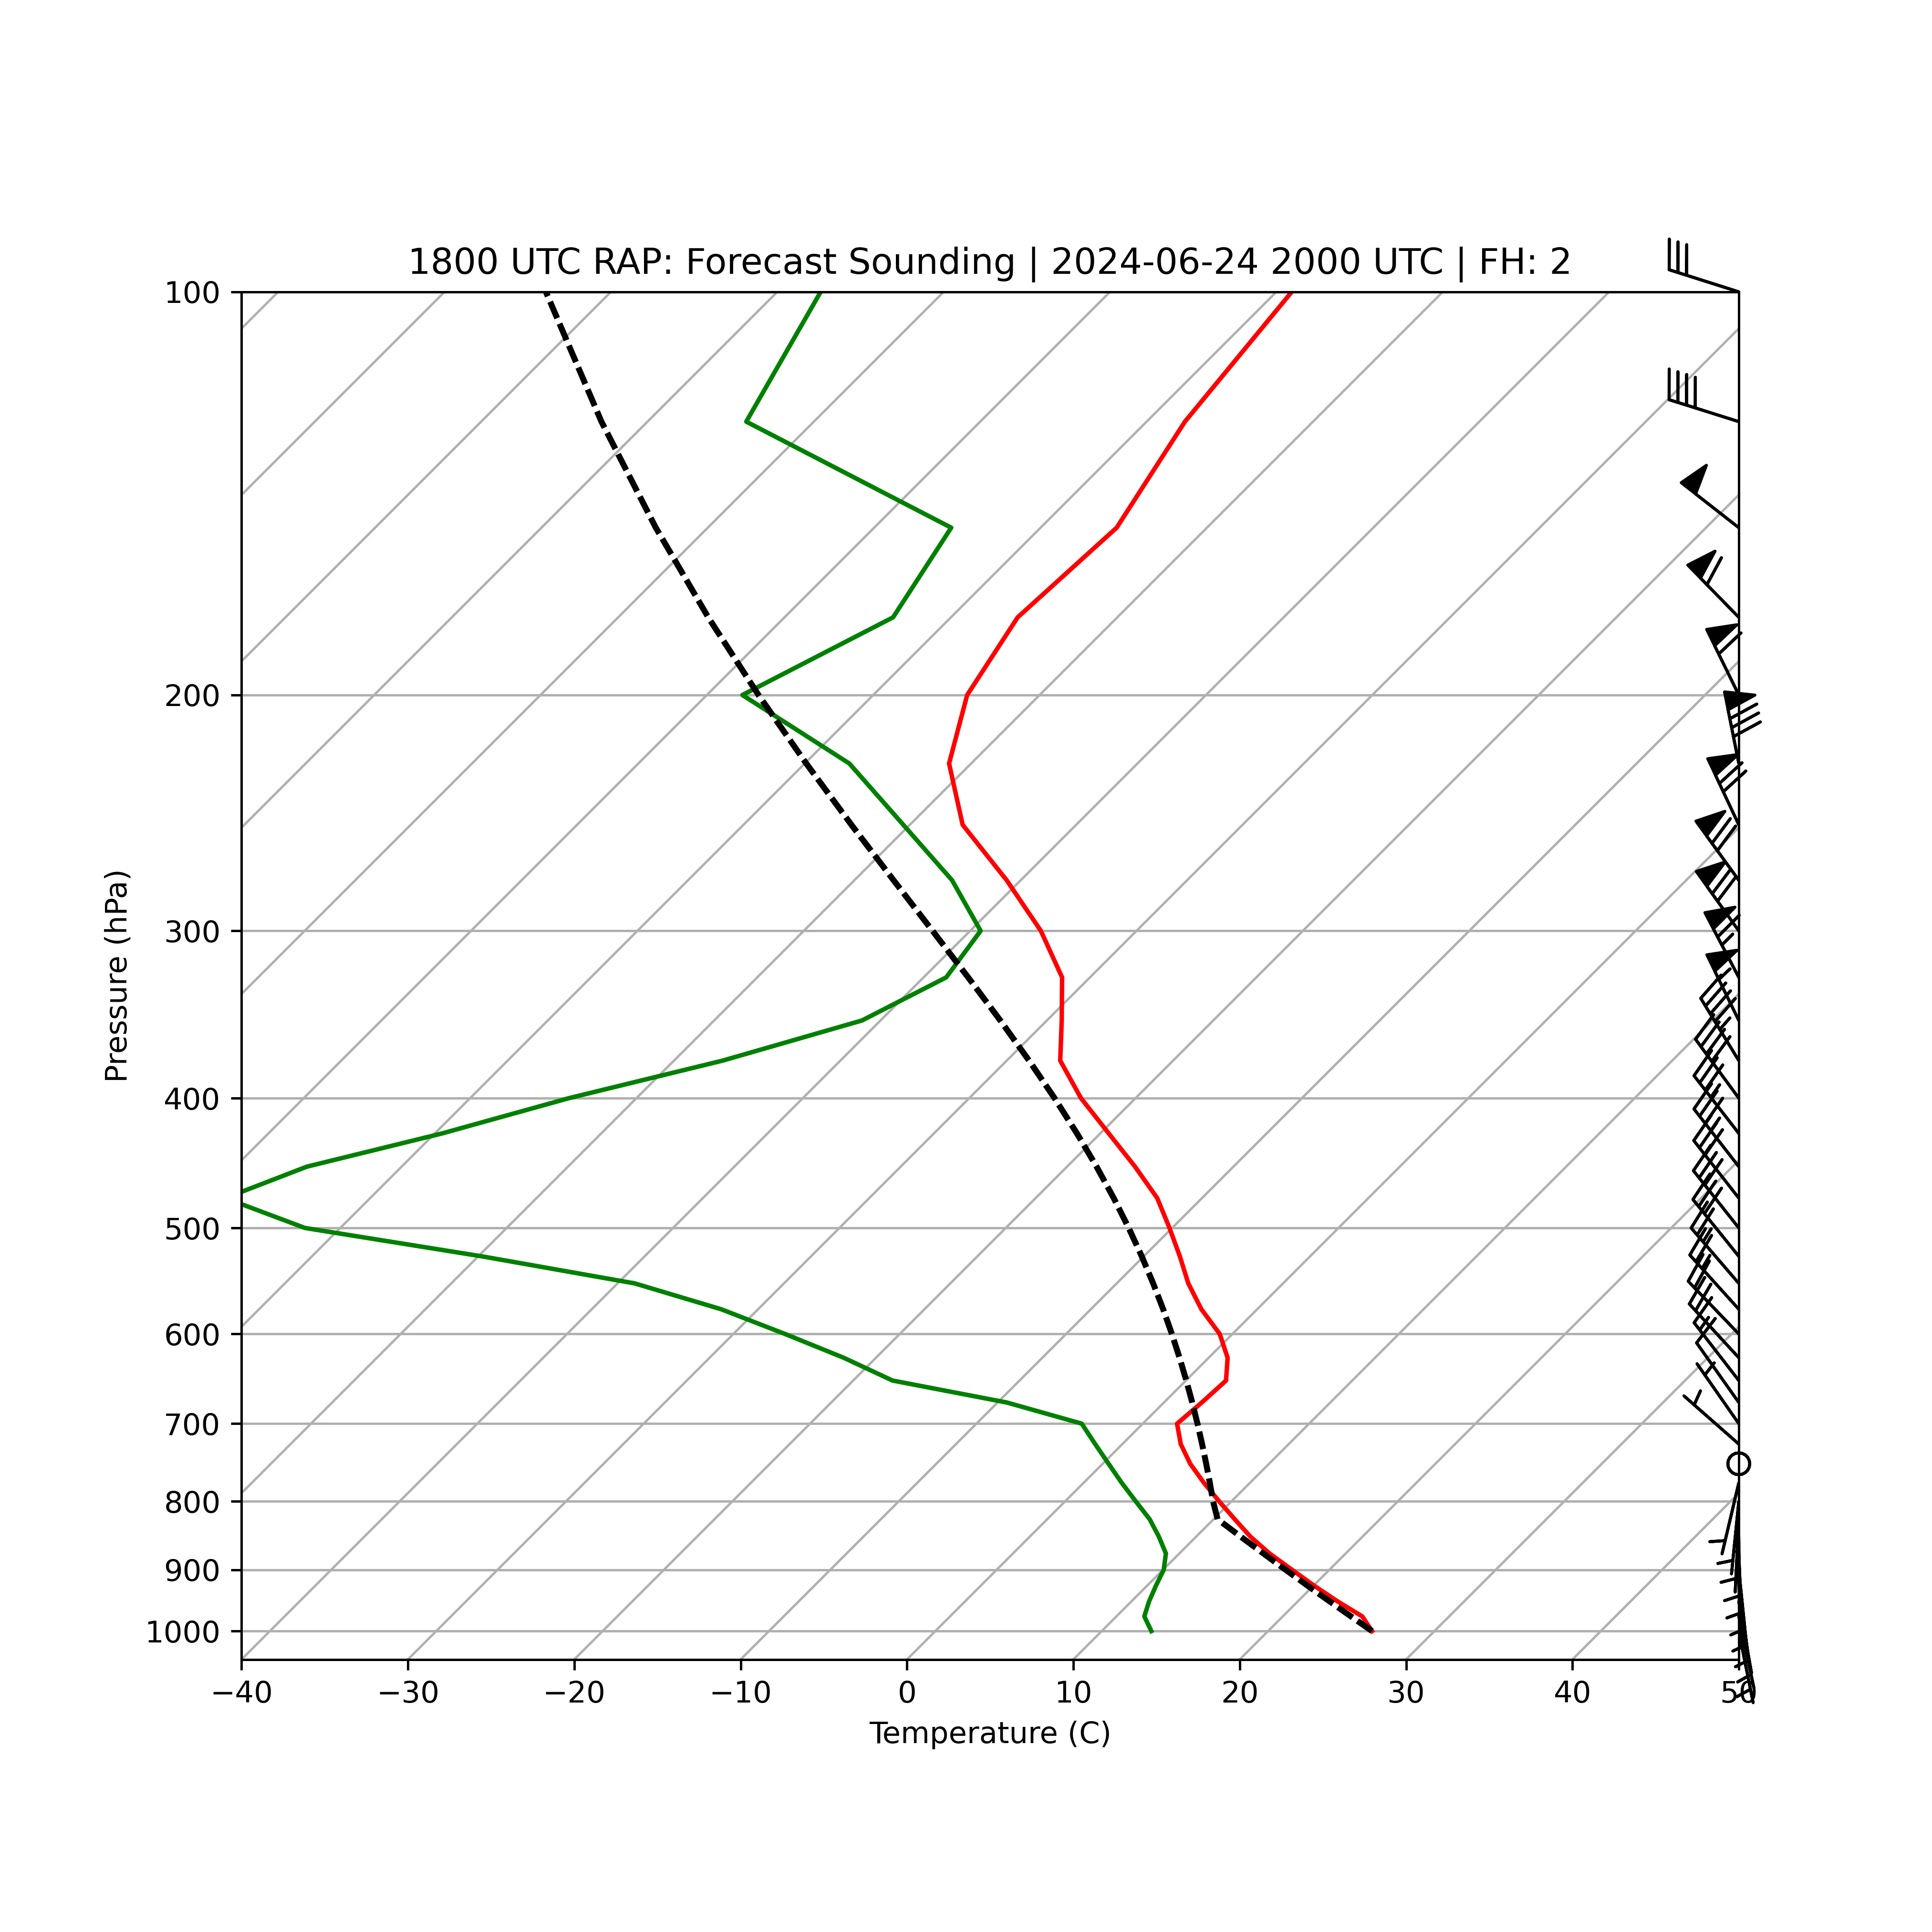 1800 UTC RAP: Forecast Sounding | 2024-06-24 2000 UTC | FH: 2
100
200
300
400
500
600
700
800
900
1000
Pressure (hPa)
−40 −30 −20 −10 0 10 20 30 40 50
Temperature (C)